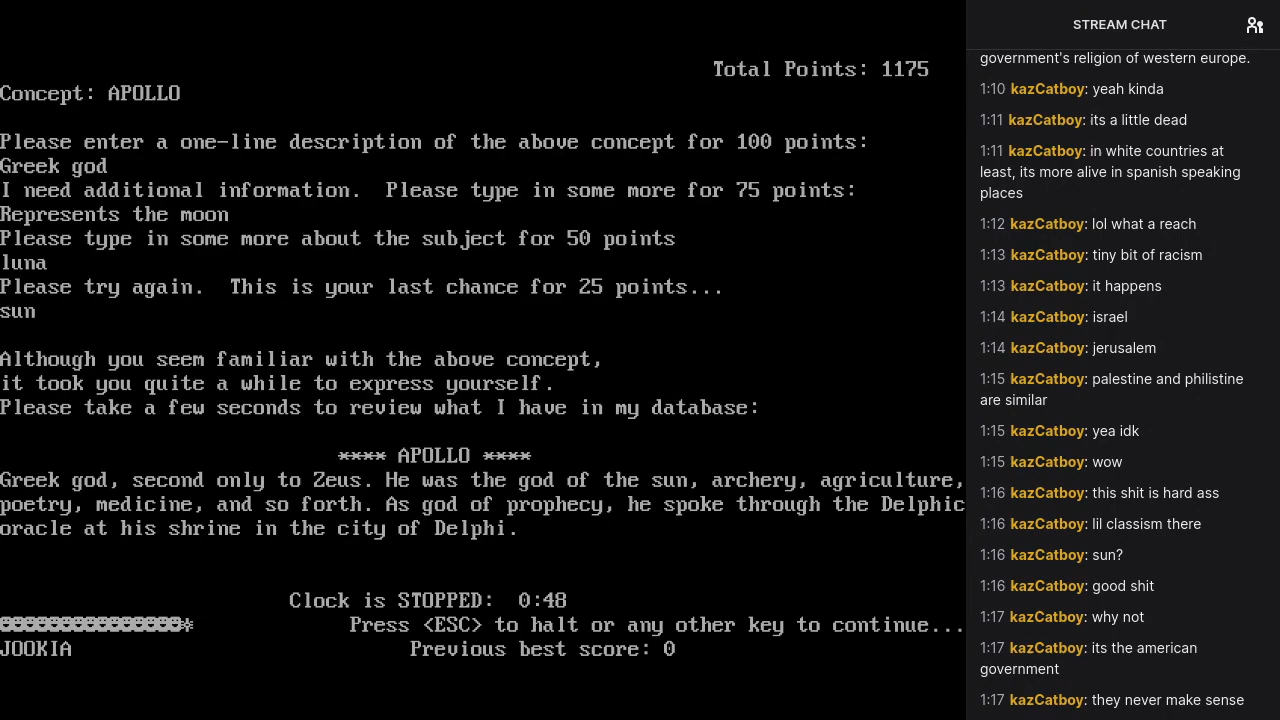 Total Points: 1175
Concept: APOLLO
Please enter a one-line description of the above concept for 100 points:
Greek god
I need additional information.  Please type in some more for 75 points:
Represents the moon
Please type in some more about the subject for 50 points
luna
Please try again.  This is your last chance for 25 points...
sun
Although you seem familiar with the above concept,
it took you quite a while to express yourself.
Please take a few seconds to review what I have in my database:
**** APOLLO ****
Greek god, second only to Zeus. He was the god of the sun, archery, agriculture,
poetry, medicine, and so forth. As god of prophecy, he spoke through the Delphic
oracle at his shrine in the city of Delphi.
Clock is STOPPED:  0:48
Press <ESC> to halt or any other key to continue...
JOOKIA
Previous best score: 0
STREAM CHAT
government's religion of western europe.
1:10 kazCatboy: yeah kinda
1:11 kazCatboy: its a little dead
1:11 kazCatboy: in white countries at
least, its more alive in spanish speaking
places
1:12 kazCatboy: lol what a reach
1:13 kazCatboy: tiny bit of racism
1:13 kazCatboy: it happens
1:14 kazCatboy: israel
1:14 kazCatboy: jerusalem
1:15 kazCatboy: palestine and philistine
are similar
1:15 kazCatboy: yea idk
1:15 kazCatboy: wow
1:16 kazCatboy: this shit is hard ass
1:16 kazCatboy: lil classism there
1:16 kazCatboy: sun?
1:16 kazCatboy: good shit
1:17 kazCatboy: why not
1:17 kazCatboy: its the american
government
1:17 kazCatboy: they never make sense